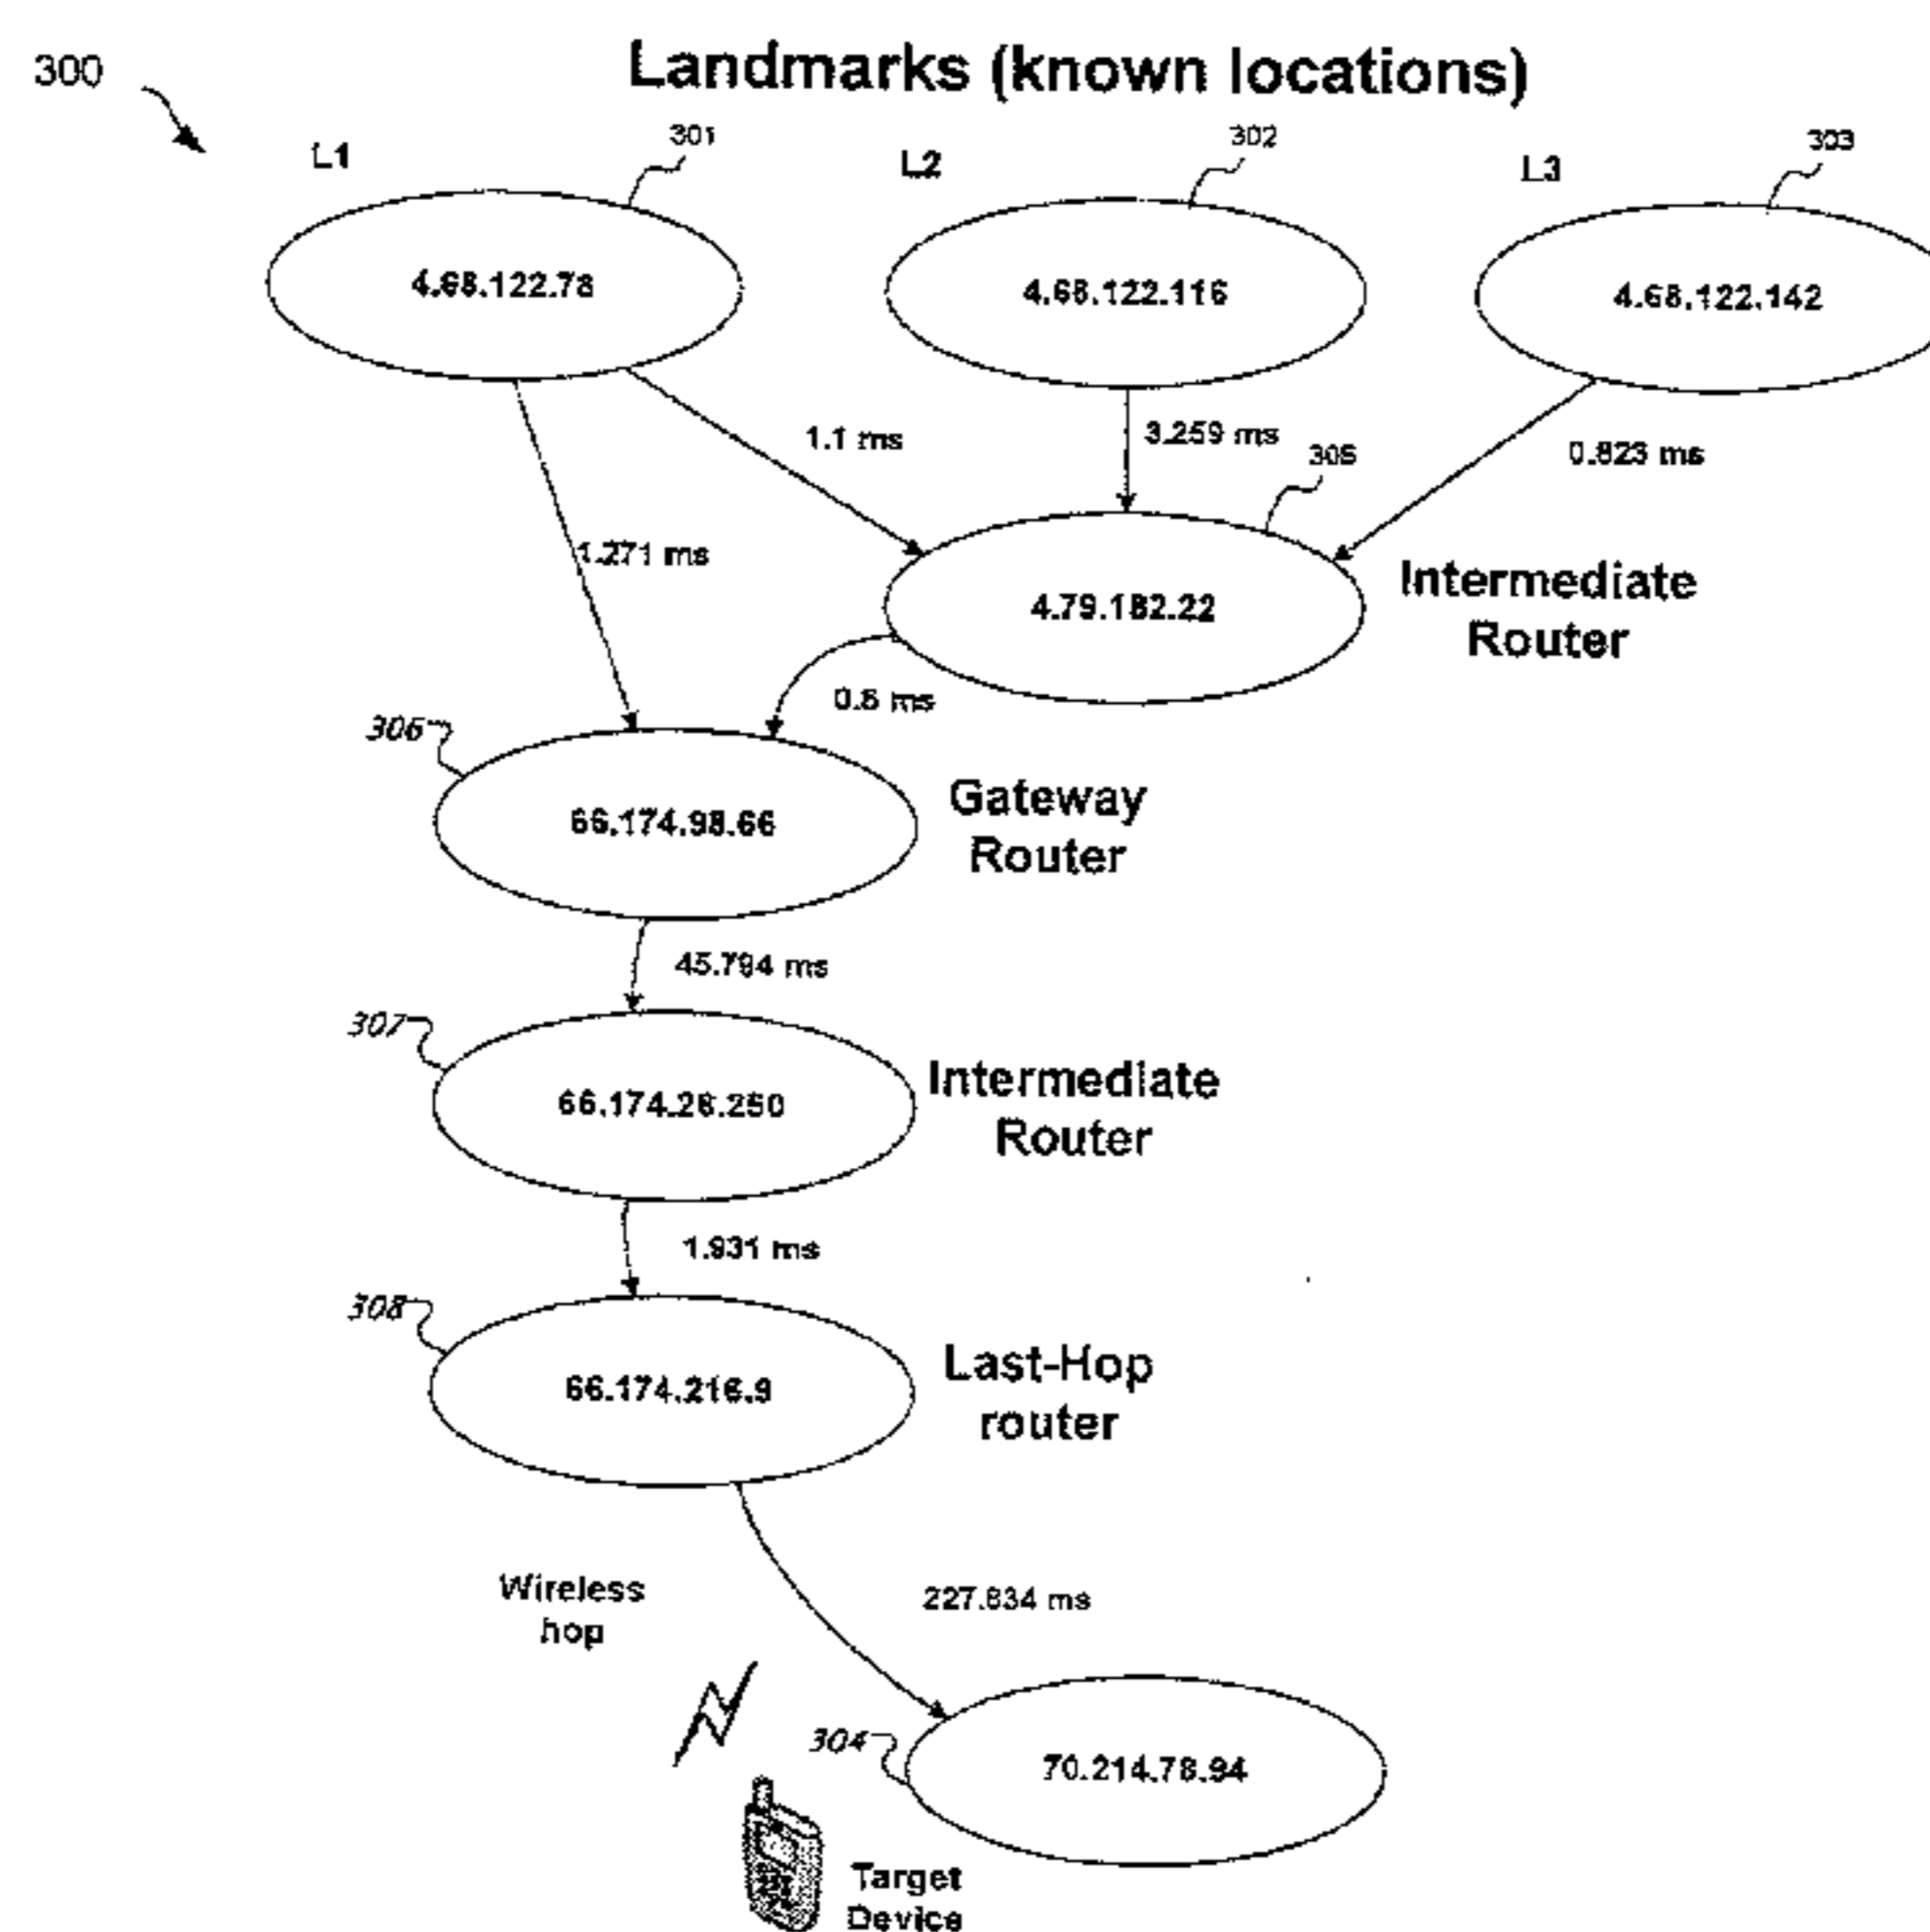 300
Landmarks (known locations)
L1
301
L2
302
L3
303
4.68.122.78
4.68.122.116
4.68.122.142
1.1 ms
3.259 ms
305
0.823 ms
1.271 ms
4.79.182.22
Intermediate
Router
0.8 ms
306
66.174.98.66
Gateway
Router
45.794 ms
307
66.174.28.250
Intermediate
Router
1.931 ms
308
66.174.216.9
Last-Hop
router
Wireless
hop
227.834 ms
304
70.214.78.94
Target
Device